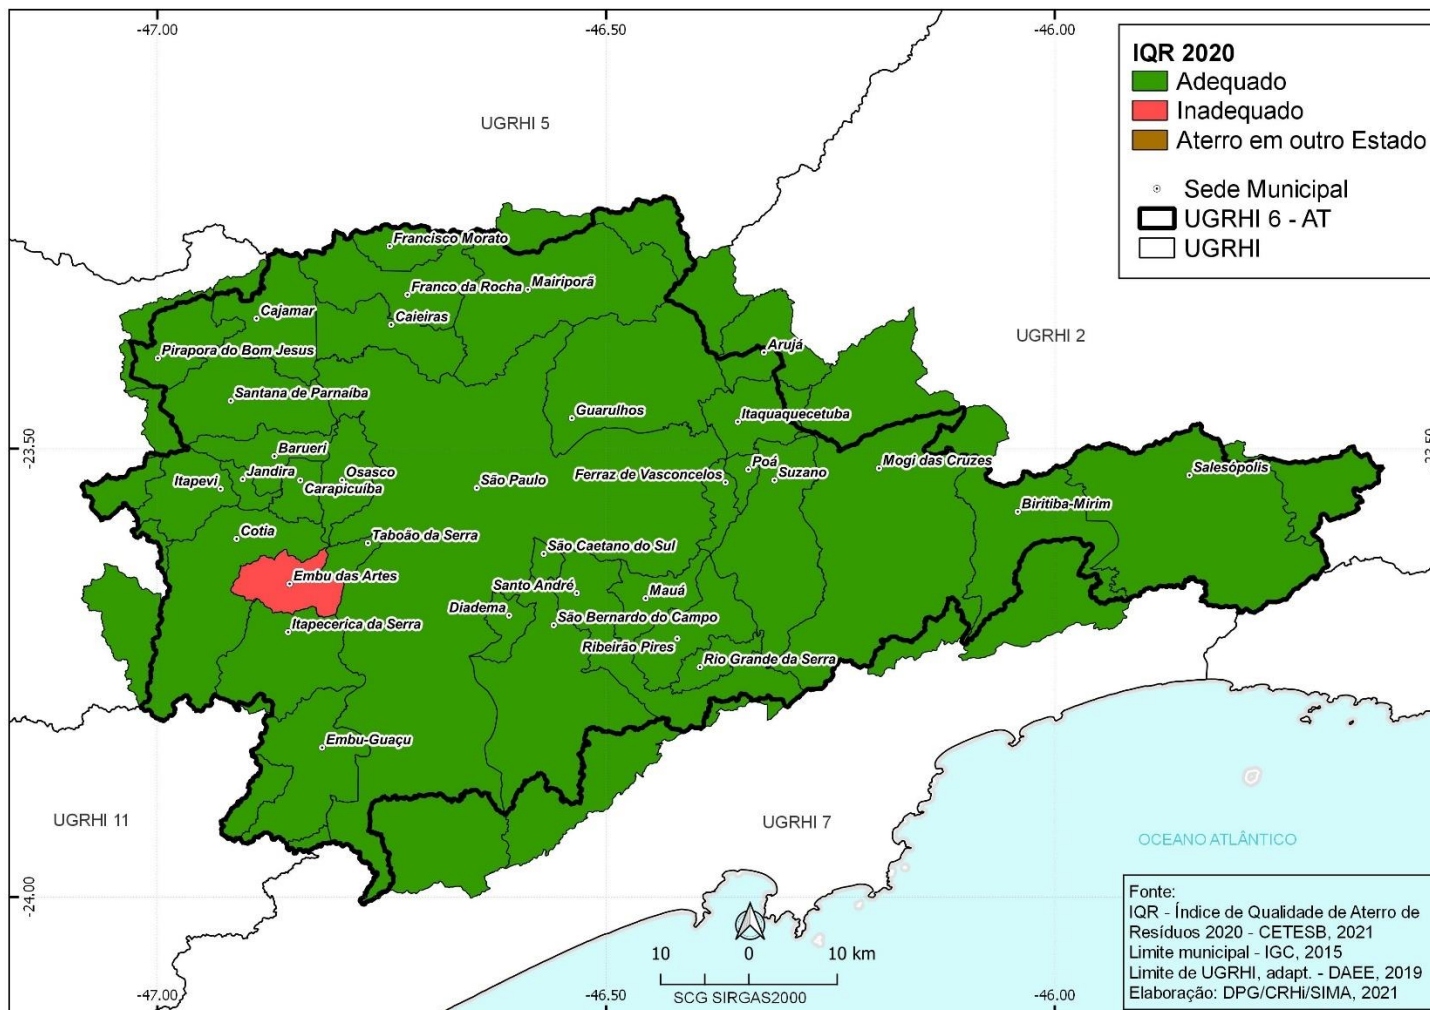 -47.00
-46.50
-46.00
IQR 2020
Adequado
Inadequado
Aterro em outro Estado
Sede Municipal
UGRHI 6 - AT
UGRHI
UGRHI 5
UGRHI 2
Francisco Morato
Franco da Rocha
Mairiporã
Cajamar
Caieiras
Pirapora do Bom Jesus
Arujá
Santana de Parnaíba
Guarulhos
Itaquaquecetuba
-23.50
Barueri
Itapevi
Jandira
Osasco
Carapicuíba
São Paulo
Ferraz de Vasconcelos
Poá
Suzano
Mogi das Cruzes
Salesópolis
Biritiba-Mirim
Cotia
Taboão da Serra
São Caetano do Sul
Embu das Artes
Santo André
Mauá
Diadema
São Bernardo do Campo
Itapecerica da Serra
Ribeirão Pires
Rio Grande da Serra
Embu-Guaçu
UGRHI 11
UGRHI 7
OCEANO ATLÂNTICO
-24.00
10 0 10 km
SCG SIRGAS2000
-47.00
-46.50
-46.00
Fonte:
IQR - Índice de Qualidade de Aterro de
Resíduos 2020 - CETESB, 2021
Limite municipal - IGC, 2015
Limite de UGRHI, adapt. - DAEE, 2019
Elaboração: DPG/CRHi/SIMA, 2021